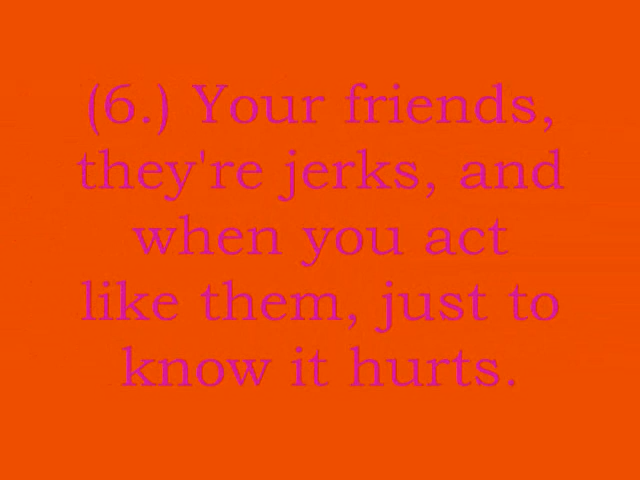 (6.) Your friends,
they're jerks, and
when you act
like them, just to
know it hurts.